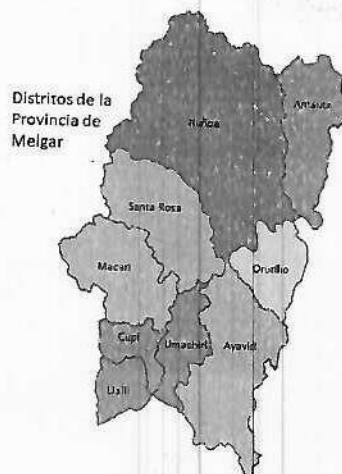 Distritos de la
Provincia de
Melgar
Nuñoa
Antauta
Santa Rosa
Orurillo
Macari
Cupi
Umachiri
Ayaviri
Llalli